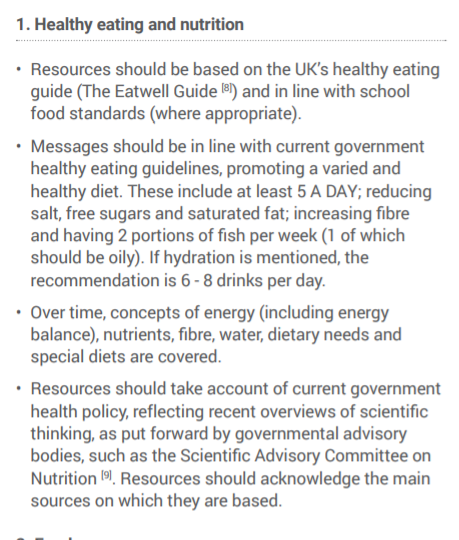 1. Healthy eating and nutrition
• Resources should be based on the UK's healthy eating
guide (The Eatwell Guide [8]) and in line with school
food standards (where appropriate).
• Messages should be in line with current government
healthy eating guidelines, promoting a varied and
healthy diet. These include at least 5 A DAY; reducing
salt, free sugars and saturated fat; increasing fibre
and having 2 portions of fish per week (1 of which
should be oily). If hydration is mentioned, the
recommendation is 6 - 8 drinks per day.
• Over time, concepts of energy (including energy
balance), nutrients, fibre, water, dietary needs and
special diets are covered.
• Resources should take account of current government
health policy, reflecting recent overviews of scientific
thinking, as put forward by governmental advisory
bodies, such as the Scientific Advisory Committee on
Nutrition [9]. Resources should acknowledge the main
sources on which they are based.